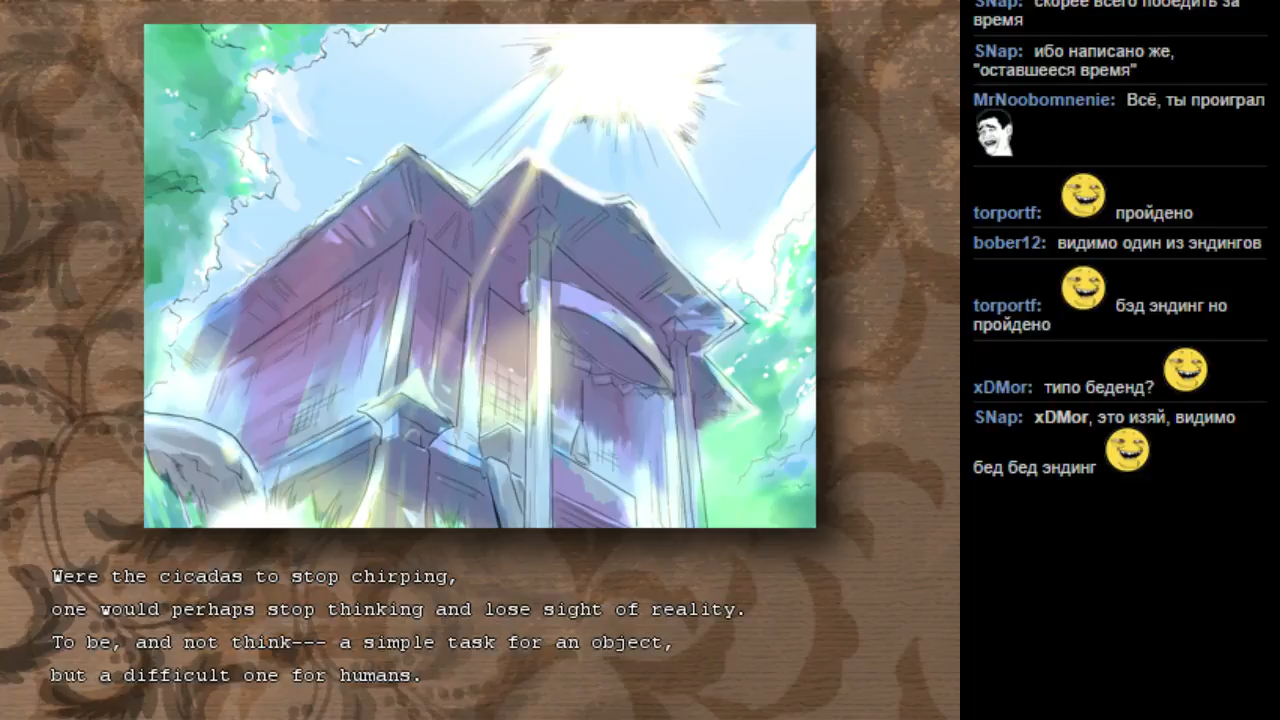 Were the cicadas to stop chirping,
one would perhaps stop thinking and lose sight of reality.
To be, and not think--- a simple task for an object,
but a difficult one for humans.
SNap: скорее всего победить за
время
SNap: ибо написано же,
"оставшееся время"
MrNoobomnenie: Всё, ты проиграл
torportf: пройдено
bober12: видимо один из эндингов
torportf: бэд эндинг но
пройдено
xDMor: типо беденд?
SNap: xDMor, это изяй, видимо
бед бед эндинг